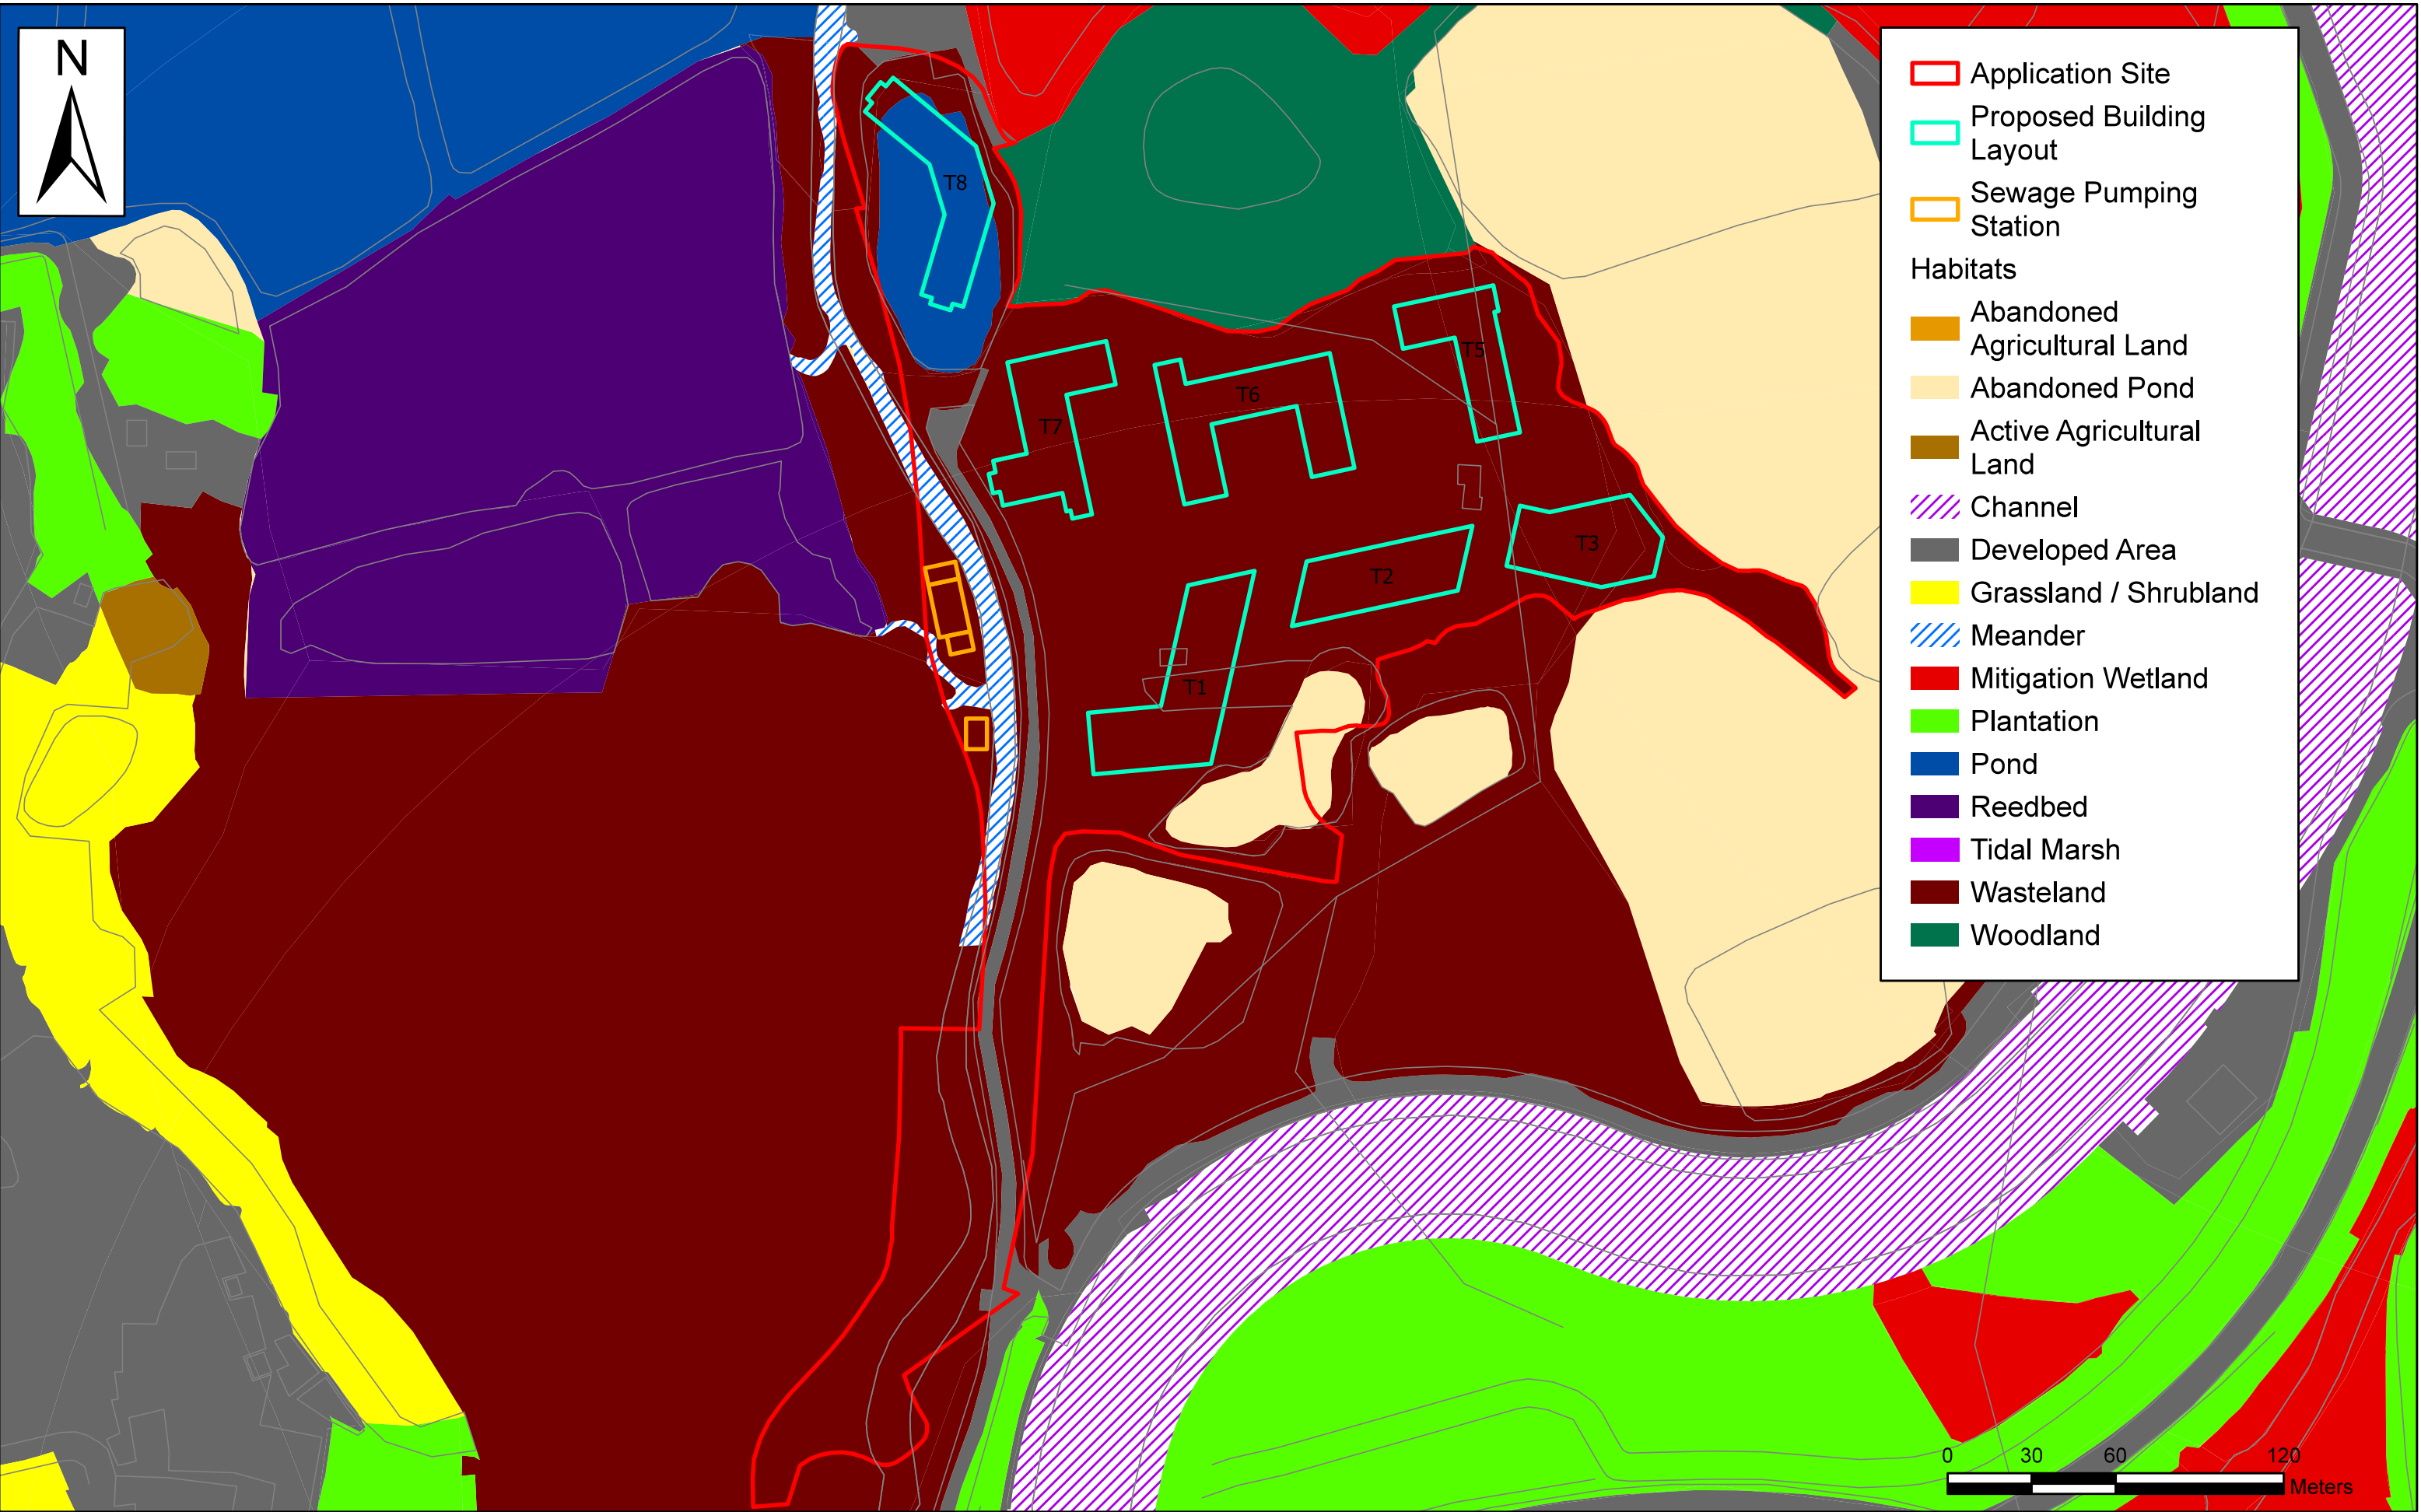 N
Application Site
Proposed Building
Layout
Sewage Pumping
Station
Habitats
Abandoned
Agricultural Land
Abandoned Pond
Active Agricultural
Land
Channel
Developed Area
Grassland / Shrubland
Meander
Mitigation Wetland
Plantation
Pond
Reedbed
Tidal Marsh
Wasteland
Woodland
T8
T5
T6
T7
T3
T2
T1
0 30 60 120
Meters